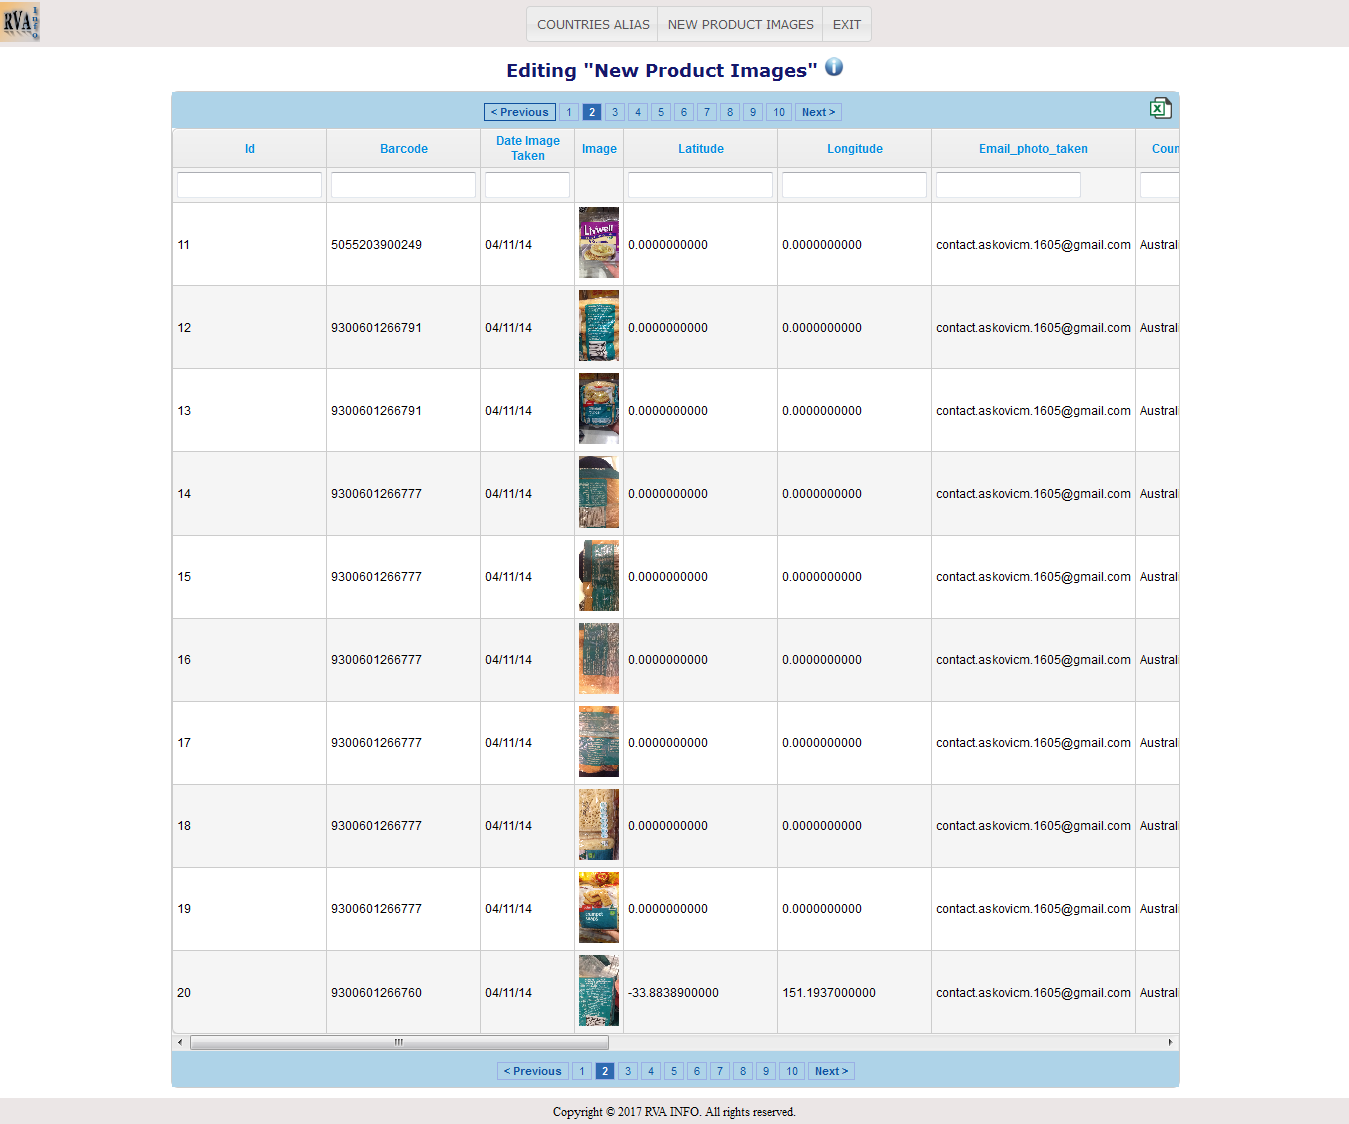 RVA Info
COUNTRIES ALIAS NEW PRODUCT IMAGES EXIT
Editing "New Product Images"
< Previous 1 2 3 4 5 6 7 8 9 10 Next >
Id Barcode Date Image Taken Image Latitude Longitude Email_photo_taken Coun
11 5055203900249 04/11/14 Livwell 0.0000000000 0.0000000000 contact.askovicm.1605@gmail.com Austral
12 9300601266791 04/11/14 0.0000000000 0.0000000000 contact.askovicm.1605@gmail.com Austral
13 9300601266791 04/11/14 0.0000000000 0.0000000000 contact.askovicm.1605@gmail.com Austral
14 9300601266777 04/11/14 0.0000000000 0.0000000000 contact.askovicm.1605@gmail.com Austral
15 9300601266777 04/11/14 0.0000000000 0.0000000000 contact.askovicm.1605@gmail.com Austral
16 9300601266777 04/11/14 0.0000000000 0.0000000000 contact.askovicm.1605@gmail.com Austral
17 9300601266777 04/11/14 0.0000000000 0.0000000000 contact.askovicm.1605@gmail.com Austral
18 9300601266777 04/11/14 0.0000000000 0.0000000000 contact.askovicm.1605@gmail.com Austral
19 9300601266777 04/11/14 0.0000000000 0.0000000000 contact.askovicm.1605@gmail.com Austral
20 9300601266760 04/11/14 -33.8838900000 151.1937000000 contact.askovicm.1605@gmail.com Austral
< Previous 1 2 3 4 5 6 7 8 9 10 Next >
Copyright © 2017 RVA INFO. All rights reserved.